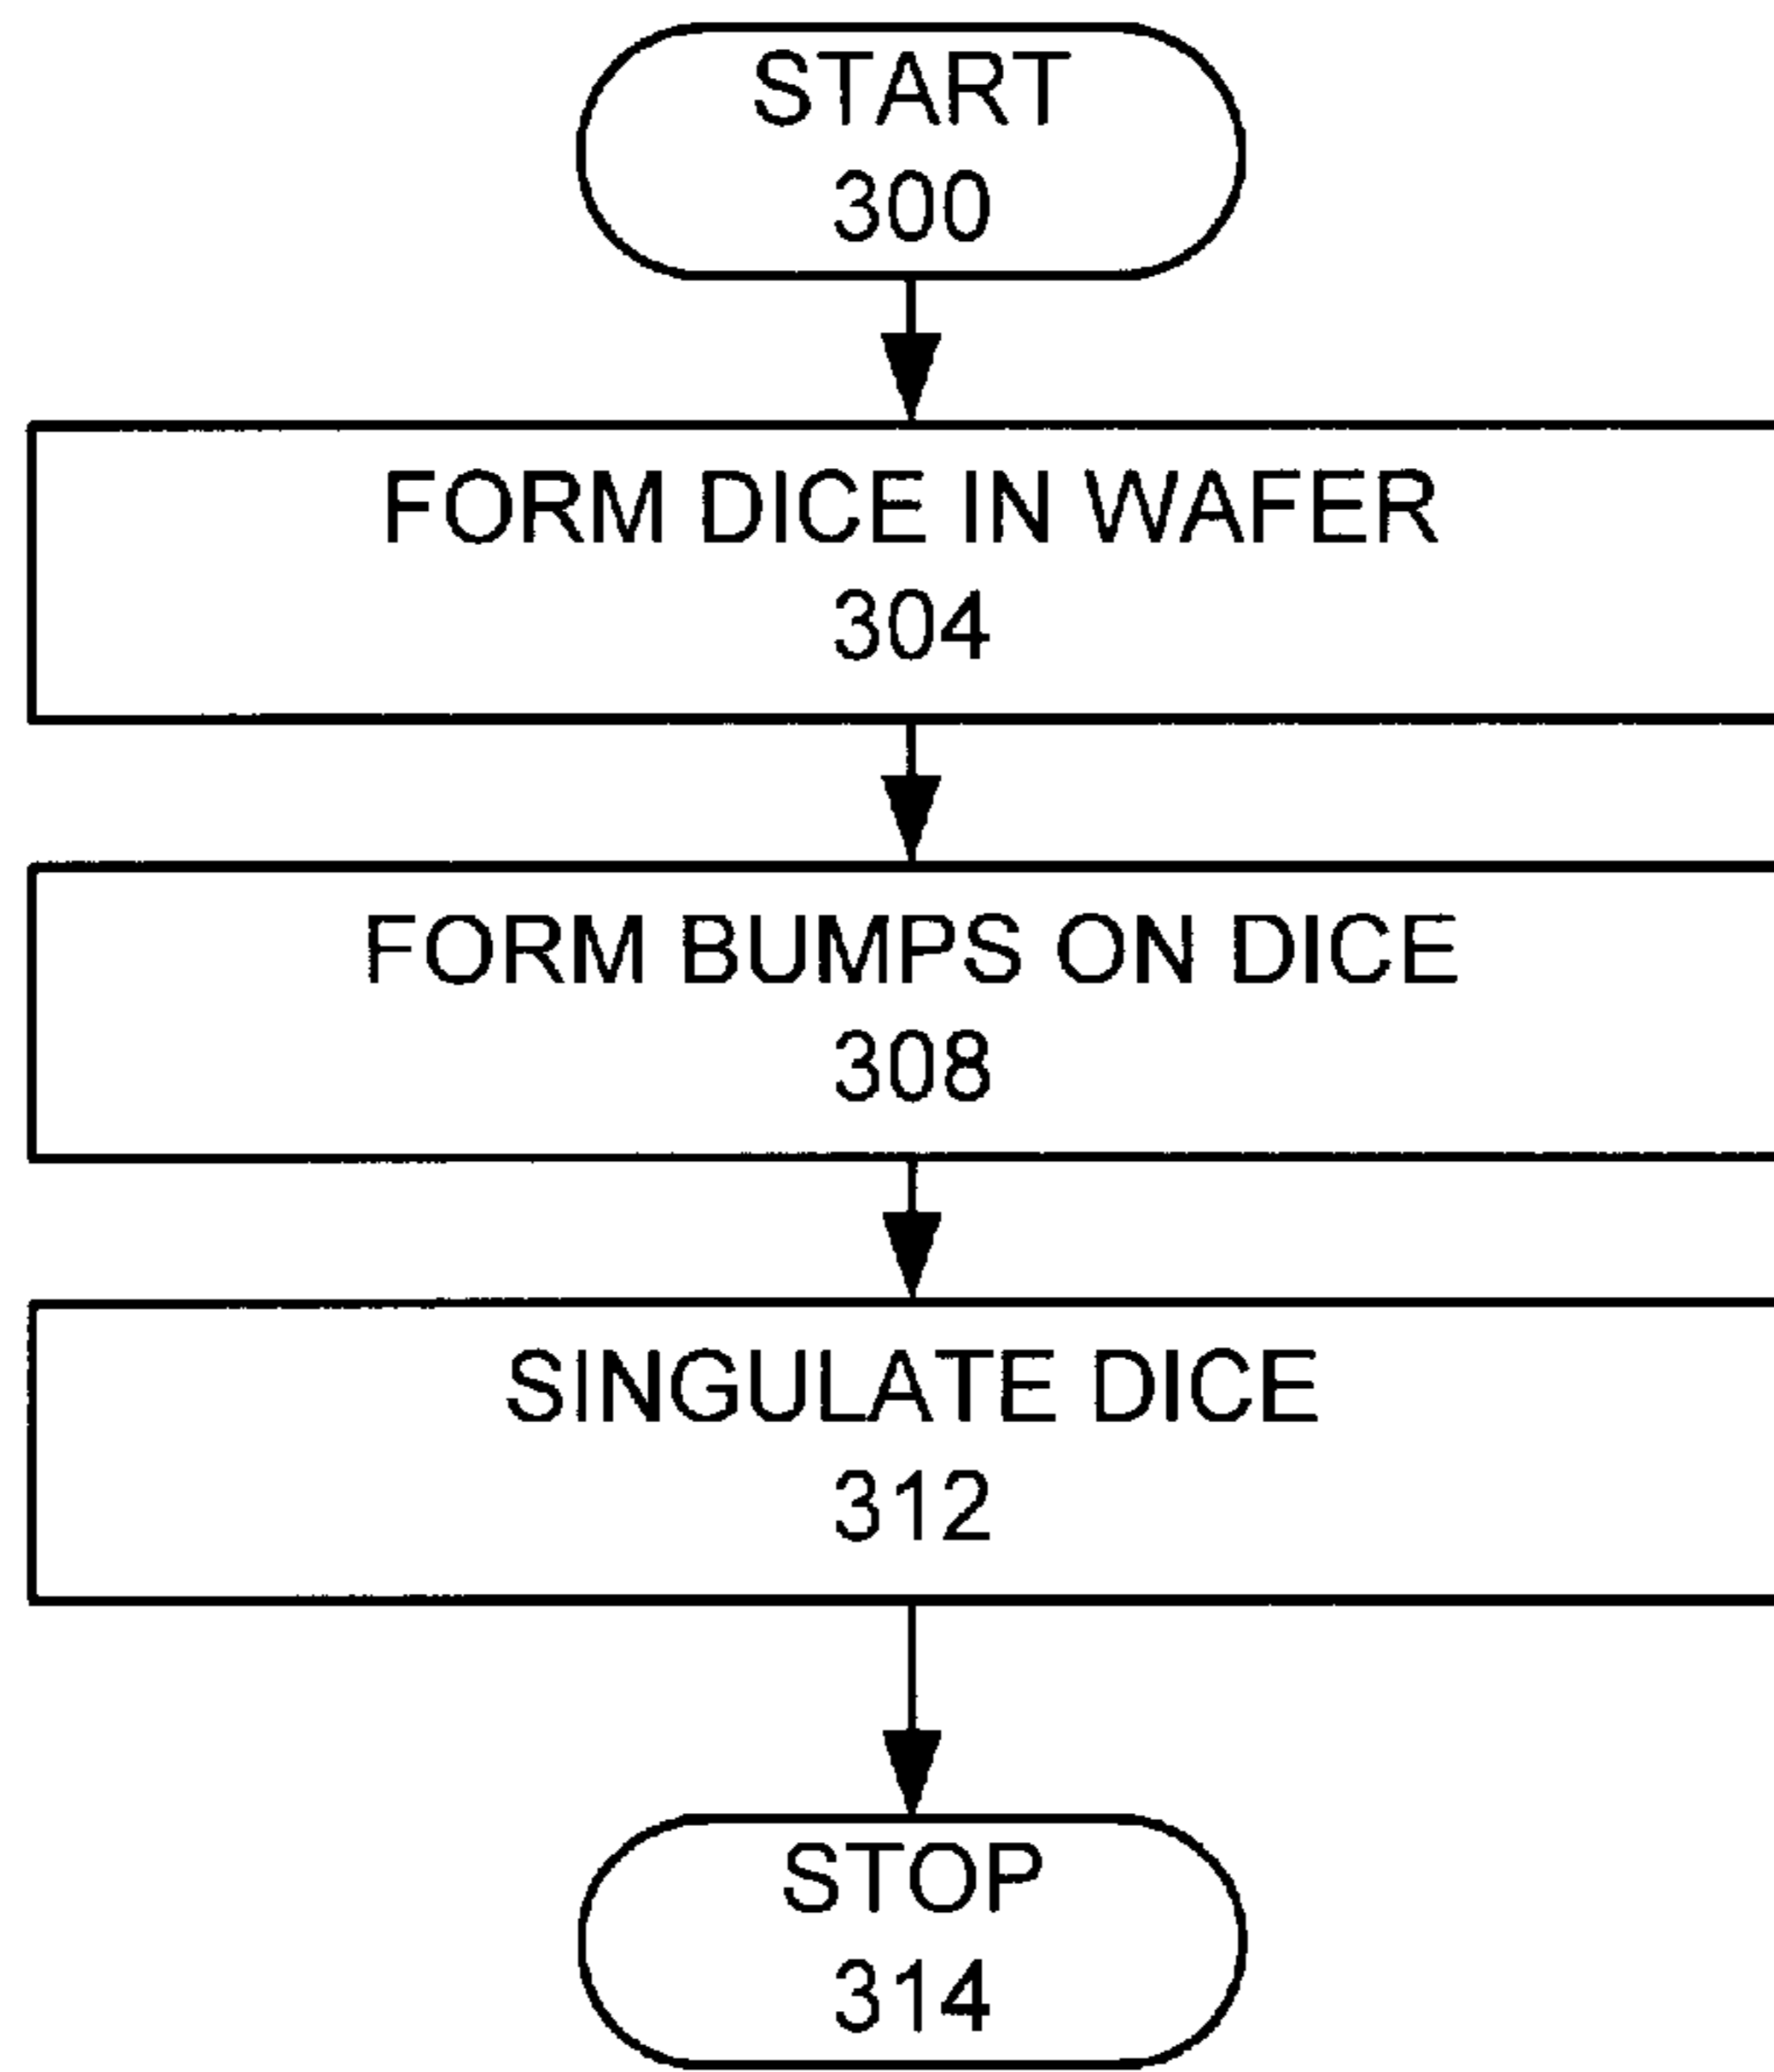 START
300
FORM DICE IN WAFER
304
FORM BUMPS ON DICE
308
SINGULATE DICE
312
STOP
314